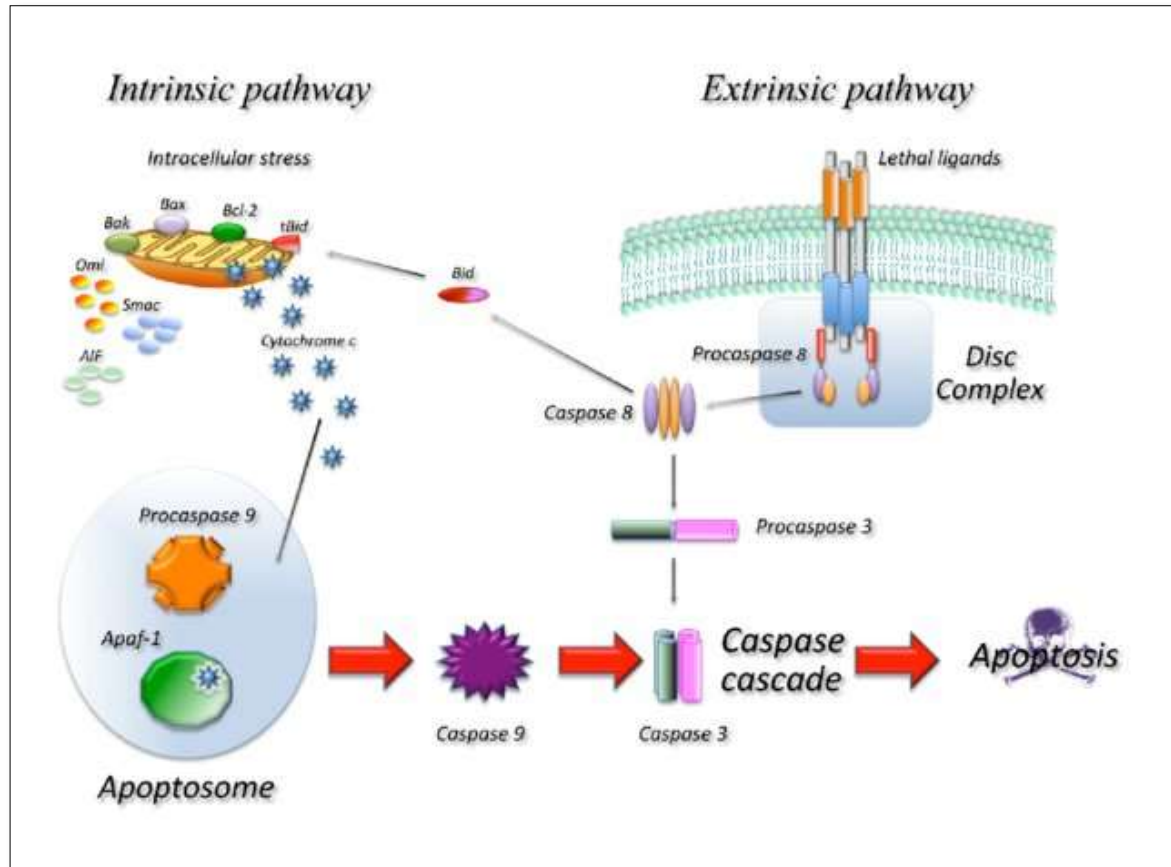 Intrinsic pathway
Extrinsic pathway
Intracellular stress
Lethal ligands
Bax
Bcl-2
Bak
tBid
Omi
Bid
Smac
Cytochrome c
AIF
Procaspase 8
Disc
Complex
Caspase 8
Procaspase 9
Procaspase 3
Apaf-1
Caspase
cascade
Apoptosis
Caspase 9
Caspase 3
Apoptosome